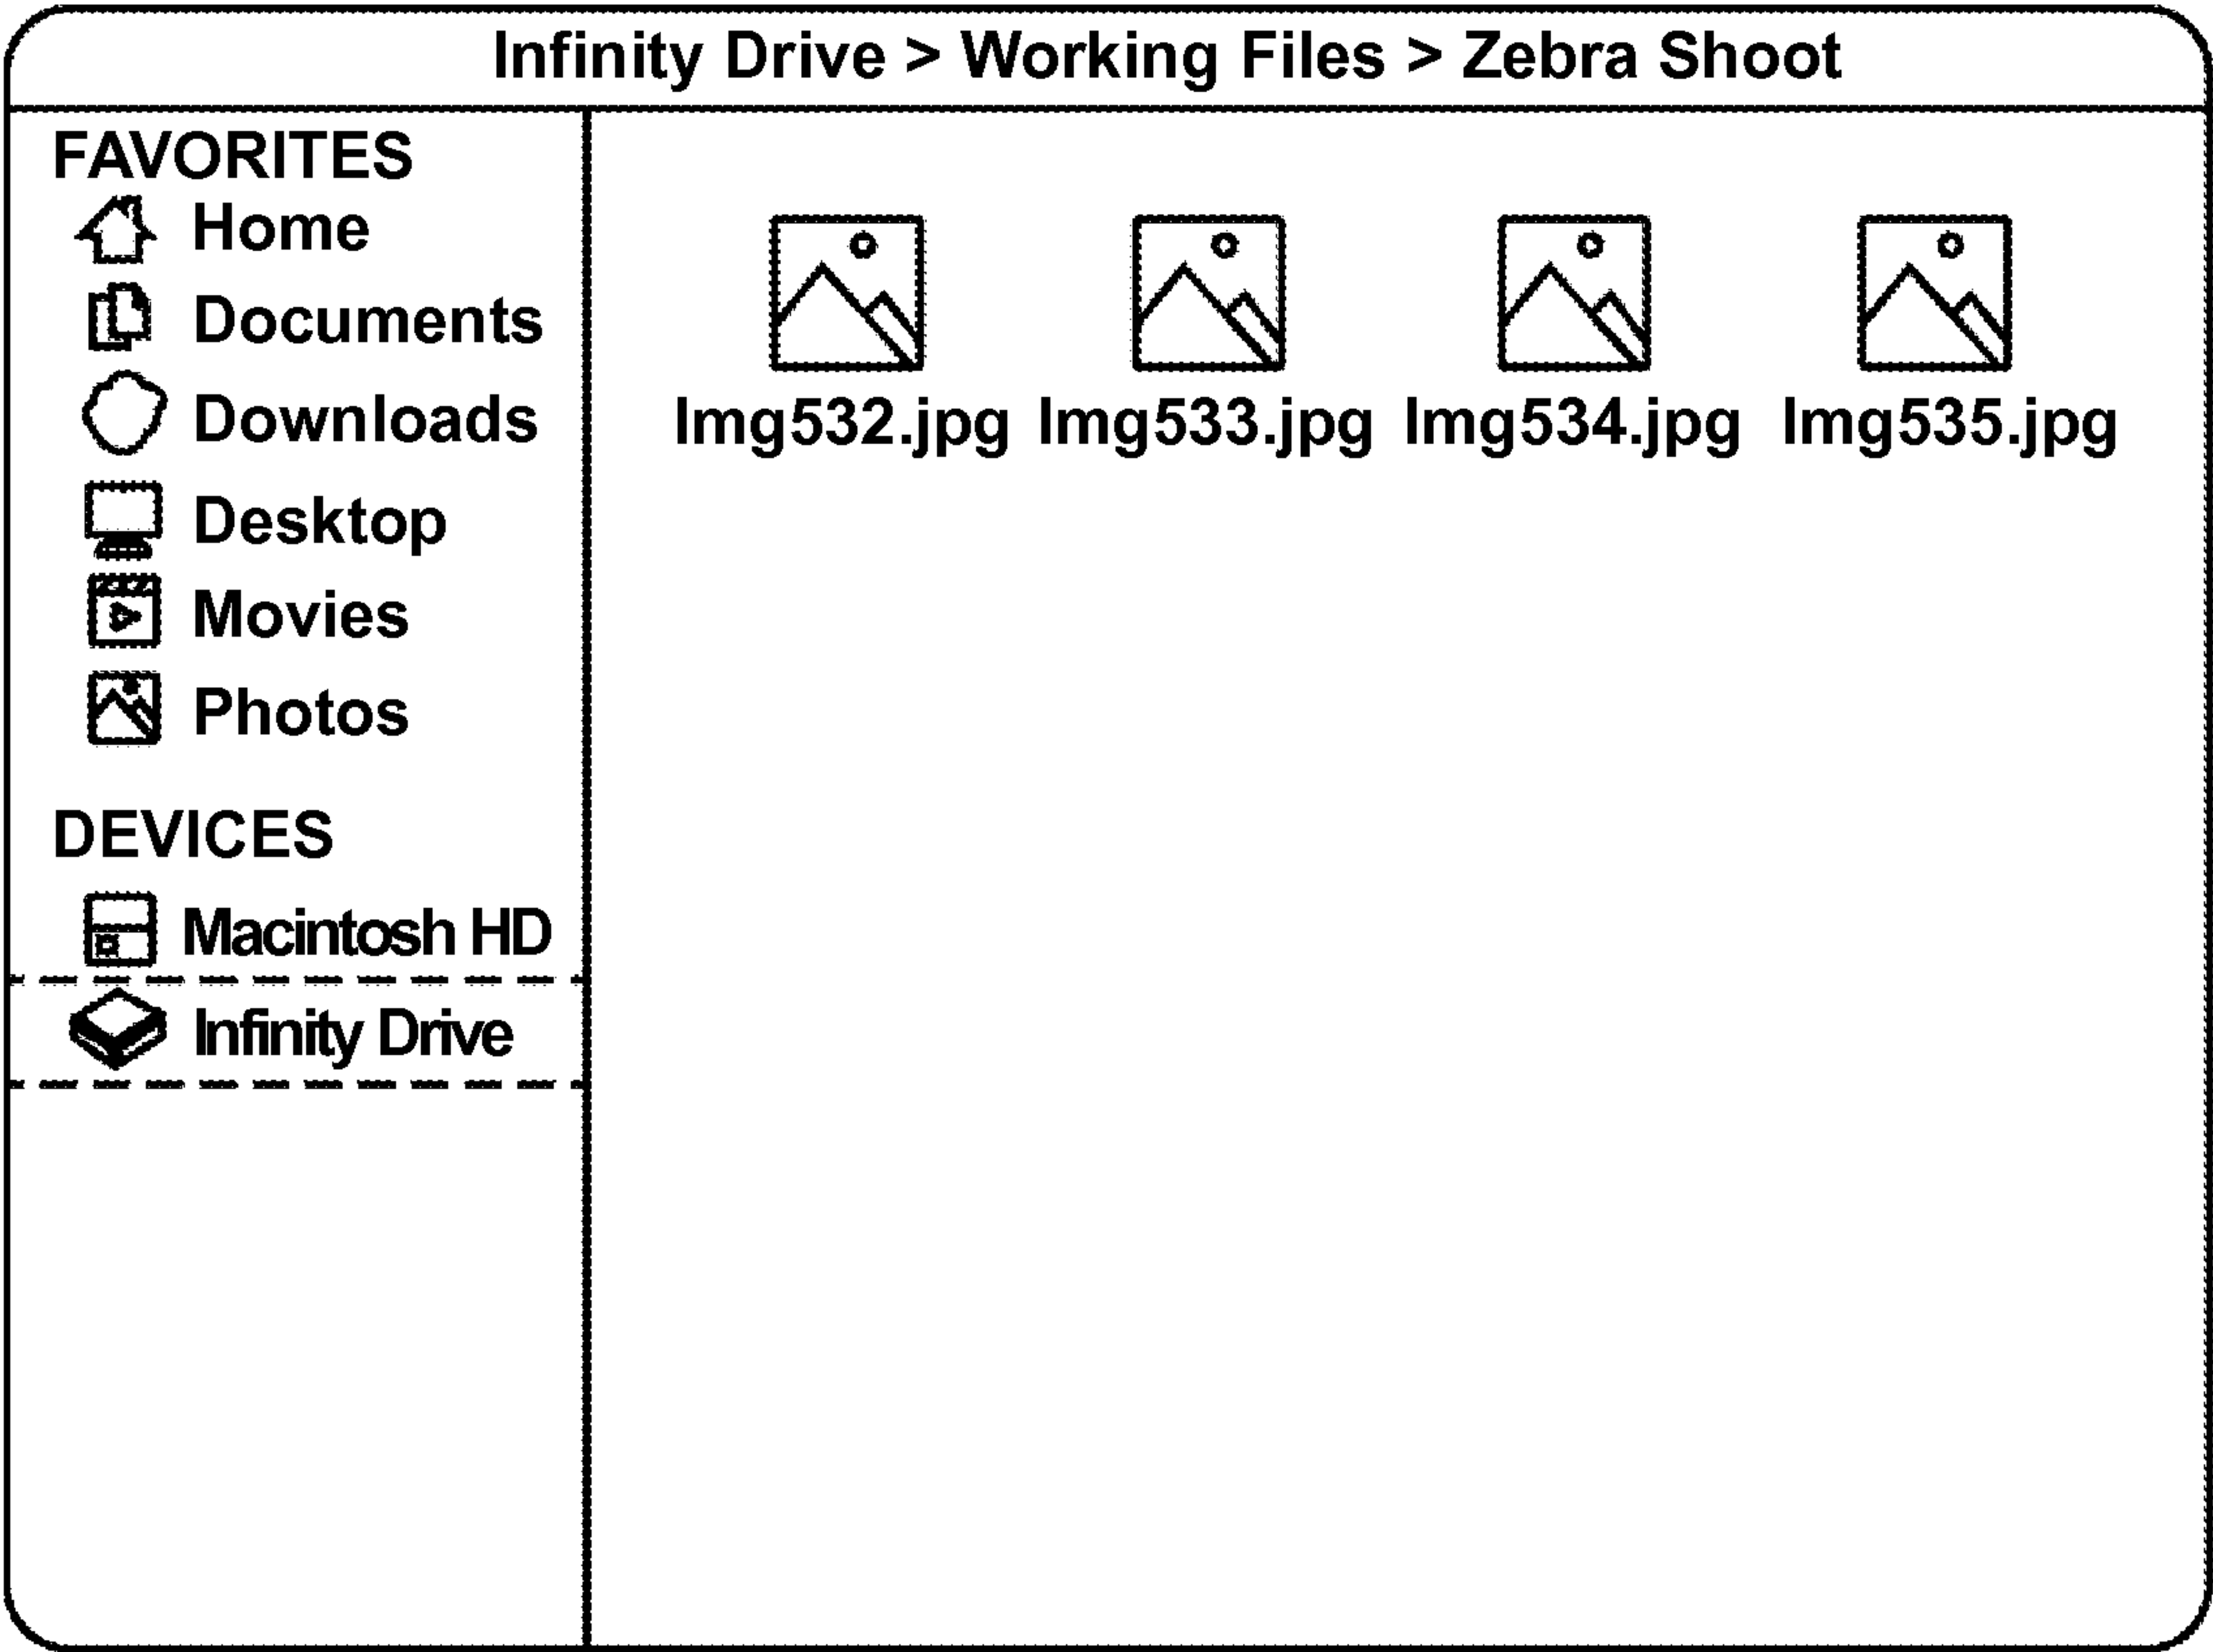 Infinity Drive > Working Files > Zebra Shoot
FAVORITES
Home
Documents
Downloads
Desktop
Movies
Photos
DEVICES
Macintosh HD
Infinity Drive
Img532.jpg Img533.jpg Img534.jpg Img535.jpg